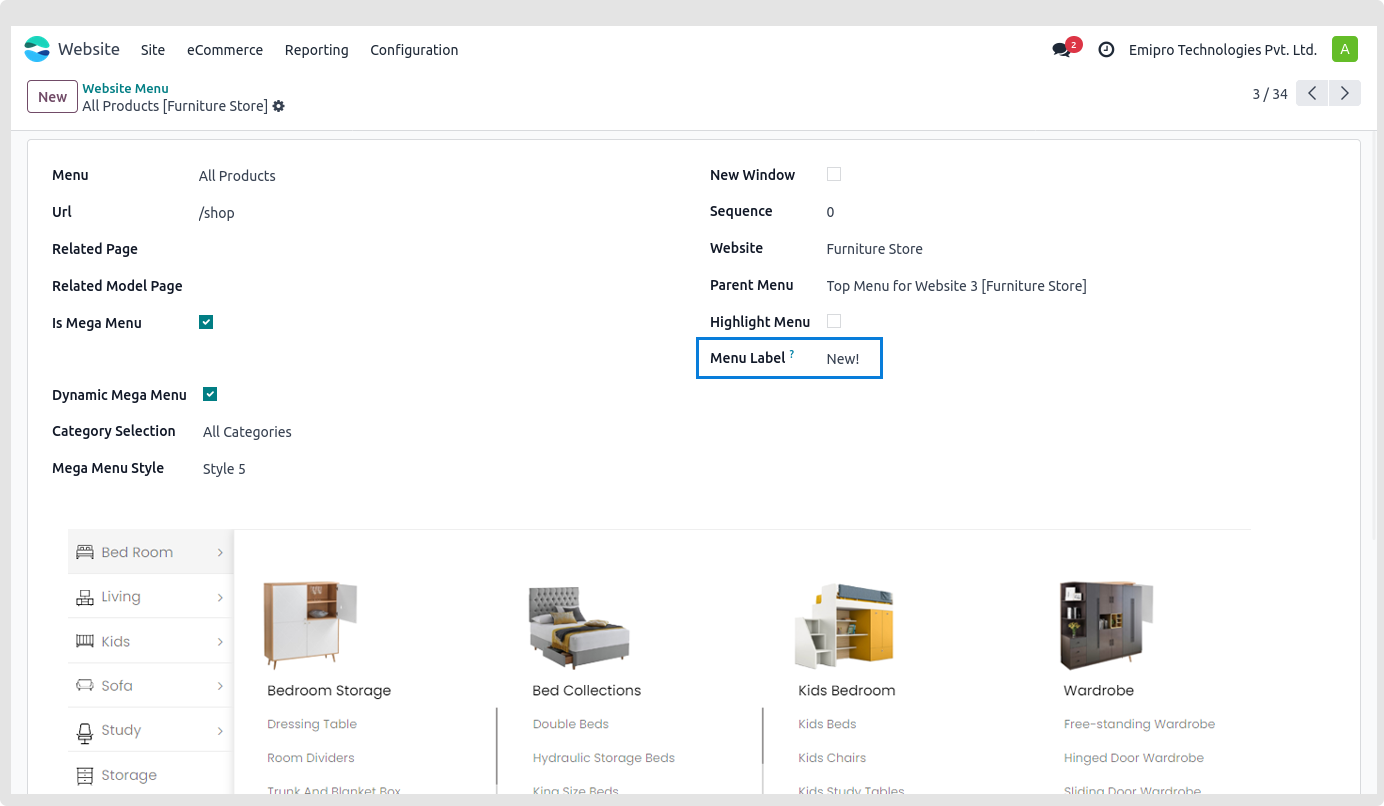 Website Site eCommerce Reporting Configuration 2 Emipro Technologies Pvt. Ltd. A
New
Website Menu
All Products [Furniture Store]
3 / 34
Menu All Products
Url /shop
Related Page
Related Model Page
Is Mega Menu
Dynamic Mega Menu
Category Selection All Categories
Mega Menu Style Style 5
New Window
Sequence 0
Website Furniture Store
Parent Menu Top Menu for Website 3 [Furniture Store]
Highlight Menu
Menu Label ? New!
Bed Room
Living
Kids
Sofa
Study
Storage
Bedroom Storage
Dressing Table
Room Dividers
Trunk And Blanket Box
Bed Collections
Double Beds
Hydraulic Storage Beds
King Size Beds
Kids Bedroom
Kids Beds
Kids Chairs
Kids Study Tables
Wardrobe
Free-standing Wardrobe
Hinged Door Wardrobe
Sliding Door Wardrobe